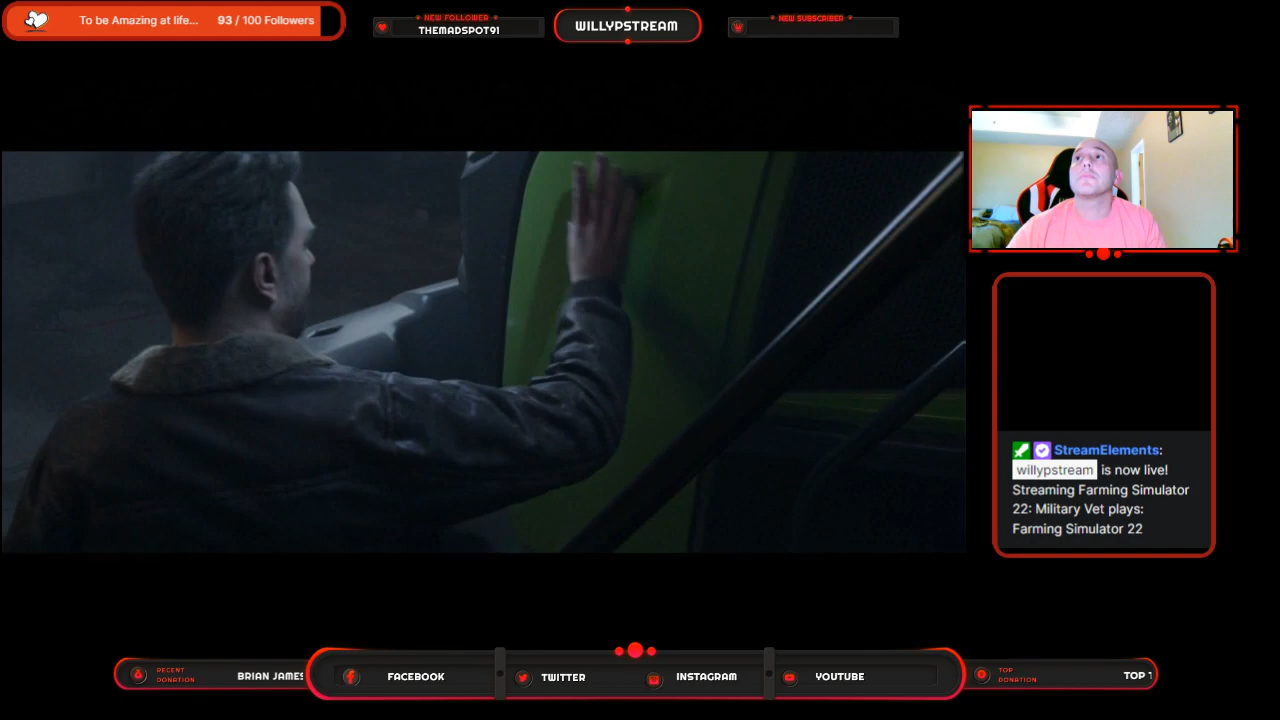 To be Amazing at life... 93 / 100 Followers
NEW FOLLOWER
THEMADSPOT91
WILLYPSTREAM
NEW SUBSCRIBER
StreamElements:
willypstream is now live!
Streaming Farming Simulator
22: Military Vet plays:
Farming Simulator 22
RECENT
DONATION
BRIAN JAMES
FACEBOOK
TWITTER
INSTAGRAM
YOUTUBE
TOP
DONATION
TOP